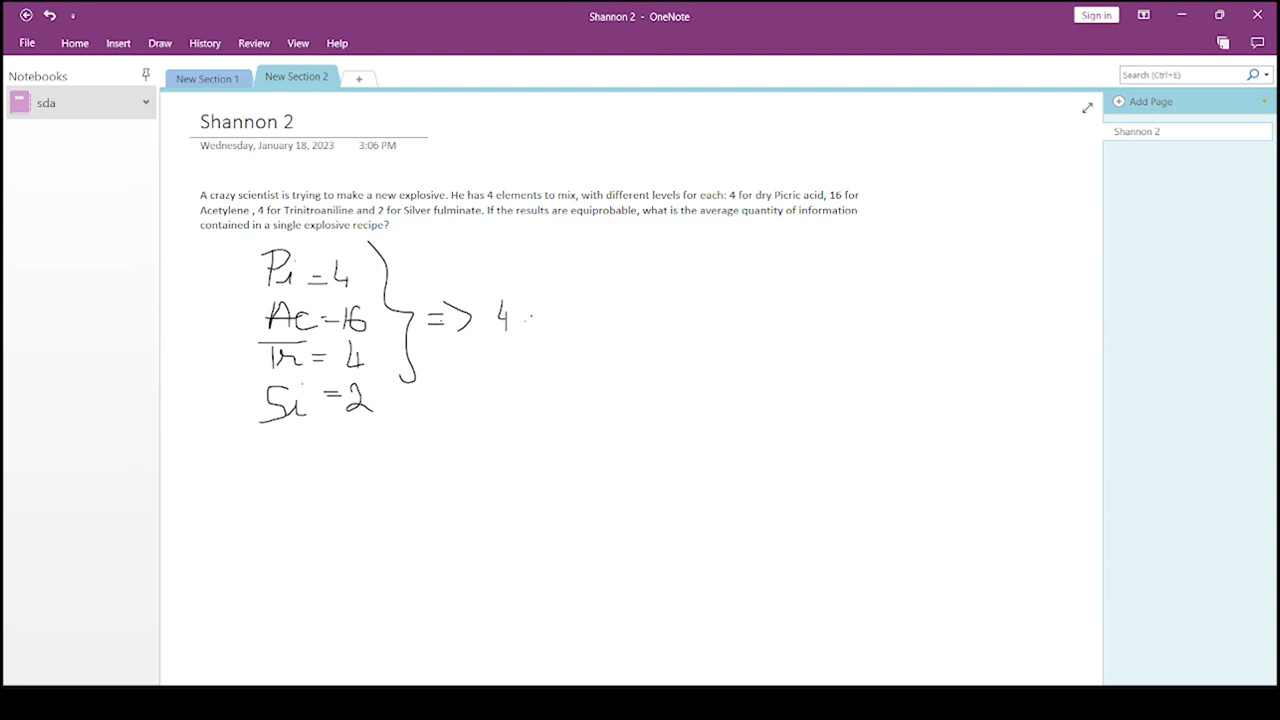 Shannon 2 - OneNote
Sign in
File Home Insert Draw History Review View Help
Notebooks
New Section 1 New Section 2 +
Search (Ctrl+E)
sda
Add Page
Shannon 2
Shannon 2
Wednesday, January 18, 2023 3:06 PM
A crazy scientist is trying to make a new explosive. He has 4 elements to mix, with different levels for each: 4 for dry Picric acid, 16 for
Acetylene , 4 for Trinitroaniline and 2 for Silver fulminate. If the results are equiprobable, what is the average quantity of information
contained in a single explosive recipe?
Pi = 4
Ac = 16
Tr = 4
Si = 2
=> 4 .